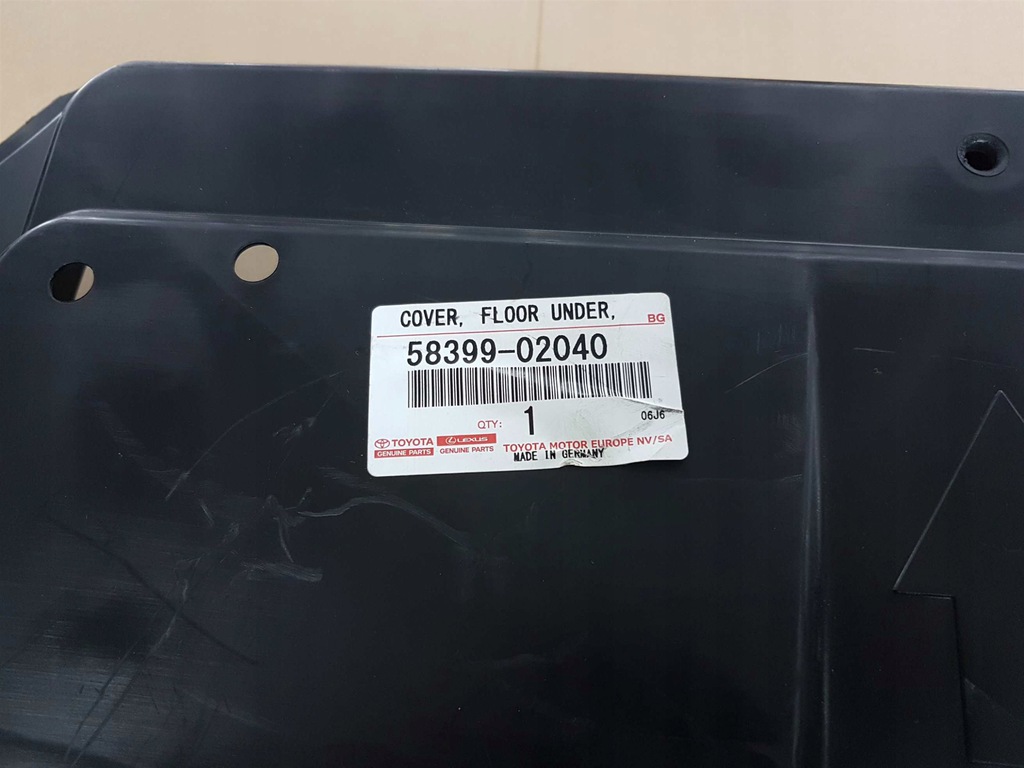 COVER, FLOOR UNDER,
BG
58399-02040
QTY: 1
06J6
TOYOTA
GENUINE PARTS
LEXUS
GENUINE PARTS
TOYOTA MOTOR EUROPE NV/SA
MADE IN GERMANY